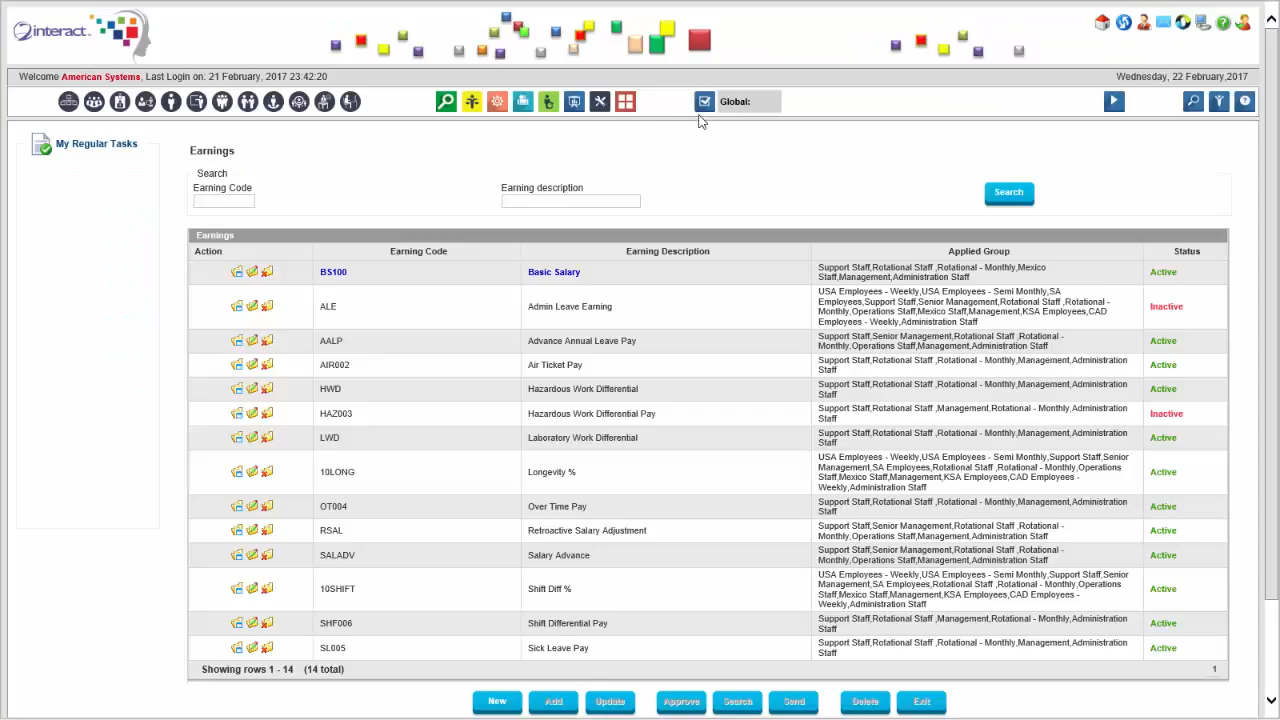 interact
Welcome American Systems, Last Login on: 21 February, 2017 23:42:20
Wednesday, 22 February,2017
Global:
My Regular Tasks
Earnings
Search
Earning Code
Earning description
Search
Earnings
Action Earning Code Earning Description Applied Group Status
BS100 Basic Salary Support Staff,Rotational Staff ,Rotational - Monthly,Mexico
Staff,Management,Administration Staff Active
ALE Admin Leave Earning USA Employees - Weekly,USA Employees - Semi Monthly,SA
Employees,Support Staff,Senior Management,Rotational Staff ,Rotational -
Monthly,Operations Staff,Mexico Staff,Management,KSA Employees,CAD
Employees - Weekly,Administration Staff Inactive
AALP Advance Annual Leave Pay Support Staff,Senior Management,Rotational Staff ,Rotational -
Monthly,Operations Staff,Management,Administration Staff Active
AIR002 Air Ticket Pay Support Staff,Rotational Staff ,Rotational - Monthly,Management,Administration
Staff Active
HWD Hazardous Work Differential Support Staff,Rotational Staff ,Rotational - Monthly,Management,Administration
Staff Active
HAZ003 Hazardous Work Differential Pay Support Staff,Rotational Staff ,Management,Rotational - Monthly,Administration
Staff Inactive
LWD Laboratory Work Differential Support Staff,Rotational Staff ,Rotational - Monthly,Management,Administration
Staff Active
10LONG Longevity % USA Employees - Weekly,USA Employees - Semi Monthly,Support Staff,Senior
Management,SA Employees,Rotational Staff ,Rotational - Monthly,Operations
Staff,Mexico Staff,Management,KSA Employees,CAD Employees -
Weekly,Administration Staff Active
OT004 Over Time Pay Support Staff,Rotational Staff ,Rotational - Monthly,Management,Administration
Staff Active
RSAL Retroactive Salary Adjustment Support Staff,Senior Management,Rotational Staff ,Rotational -
Monthly,Operations Staff,Management,Administration Staff Active
SALADV Salary Advance Support Staff,Senior Management,Rotational Staff ,Rotational -
Monthly,Operations Staff,Management,Administration Staff Active
10SHIFT Shift Diff % USA Employees - Weekly,USA Employees - Semi Monthly,Support Staff,Senior
Management,SA Employees,Rotational Staff ,Rotational - Monthly,Operations
Staff,Mexico Staff,Management,KSA Employees,CAD Employees -
Weekly,Administration Staff Active
SHF006 Shift Differential Pay Support Staff,Rotational Staff ,Management,Rotational - Monthly,Administration
Staff Active
SL005 Sick Leave Pay Support Staff,Rotational Staff ,Rotational - Monthly,Management,Administration
Staff Active
Showing rows 1 - 14 (14 total) 1
New Add Update Approve Search Send Delete Exit